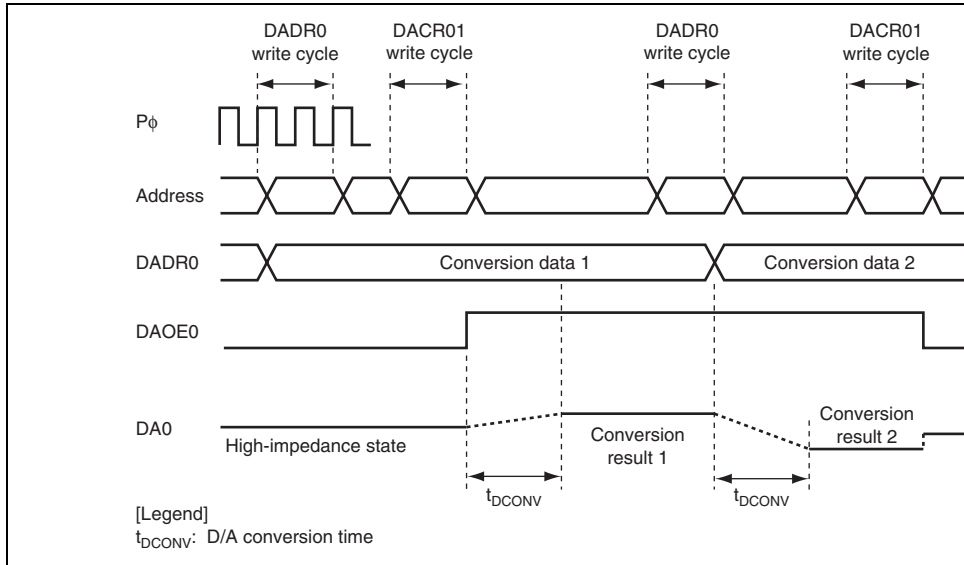 DADR0
write cycle
DACR01
write cycle
DADR0
write cycle
DACR01
write cycle
Pϕ
Address
DADR0
Conversion data 1
Conversion data 2
DAOE0
DA0
High-impedance state
Conversion
result 1
Conversion
result 2
tDCONV
tDCONV
[Legend]
tDCONV: D/A conversion time